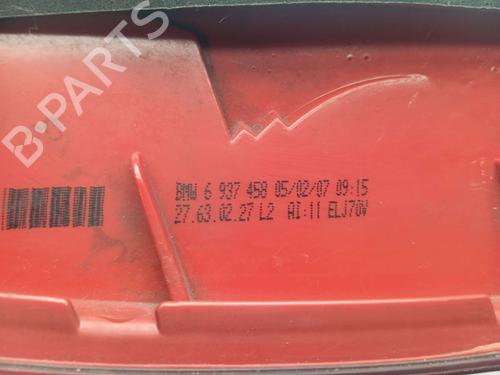 B-PARTS
BMW 6 937 458 05/02/07 09:15
27.63.02.27 L2 AI:11 ELJ70V